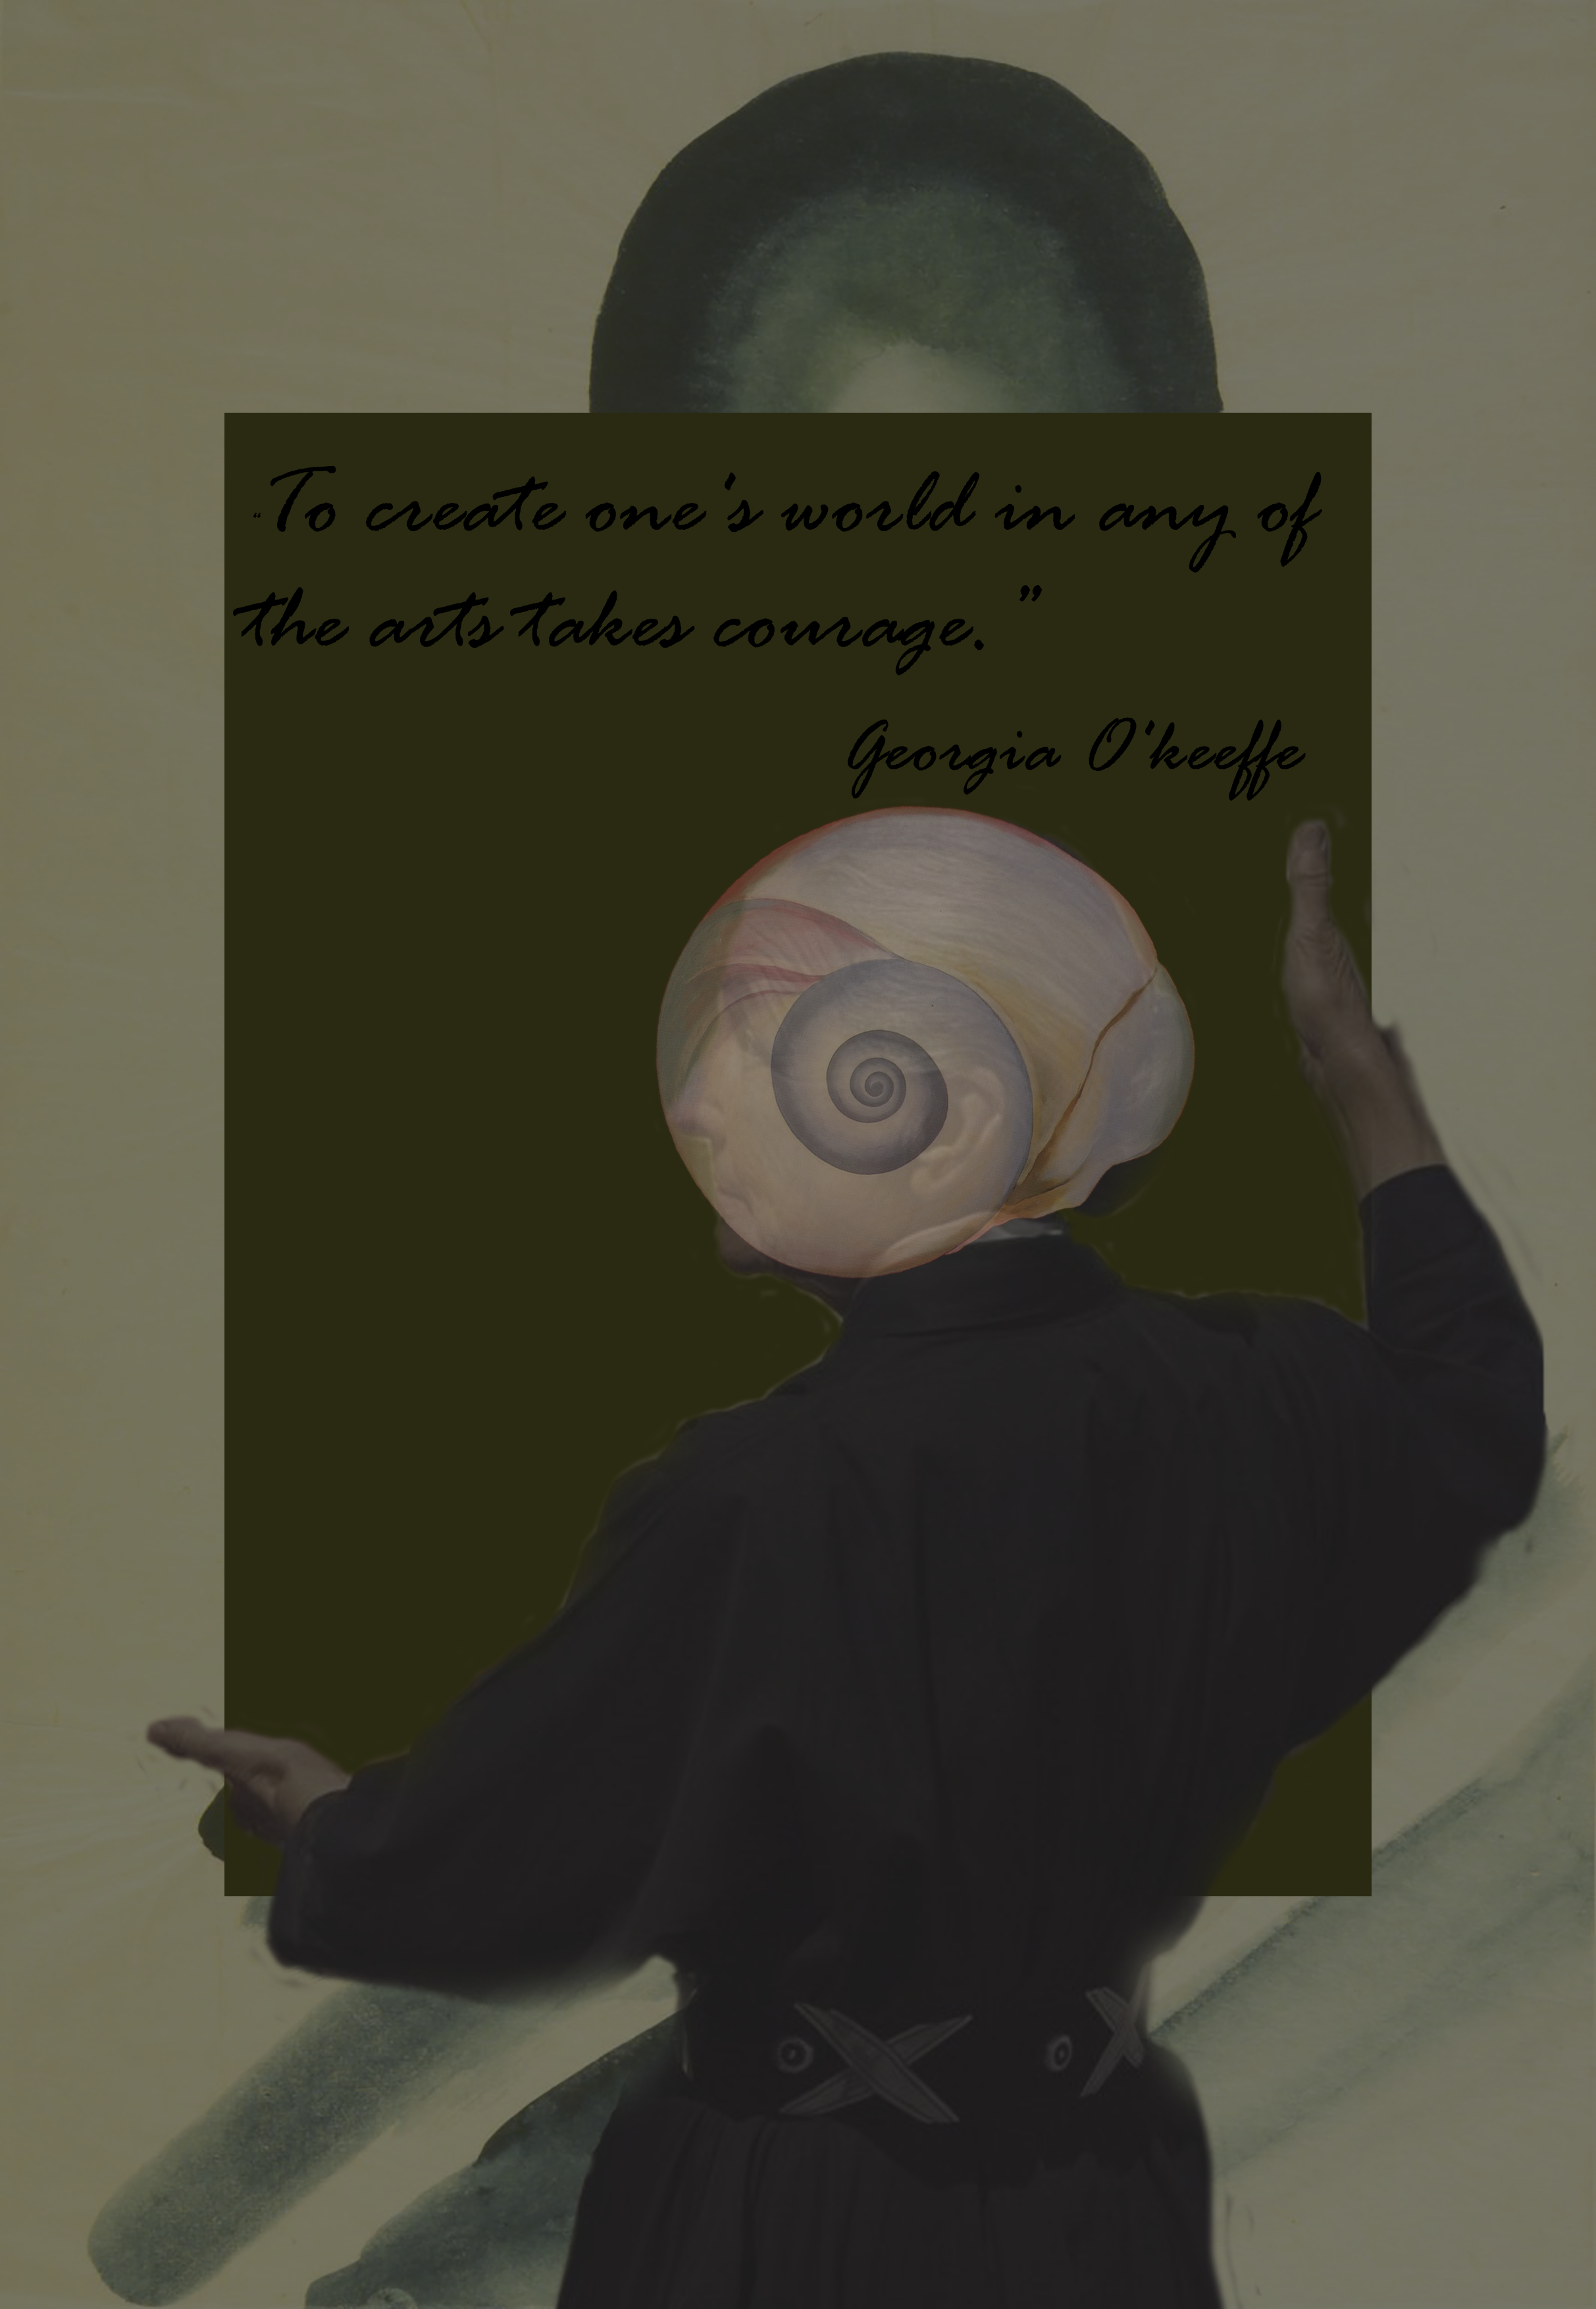 “To create one's world in any of
the arts takes courage.”
Georgia O'keeffe